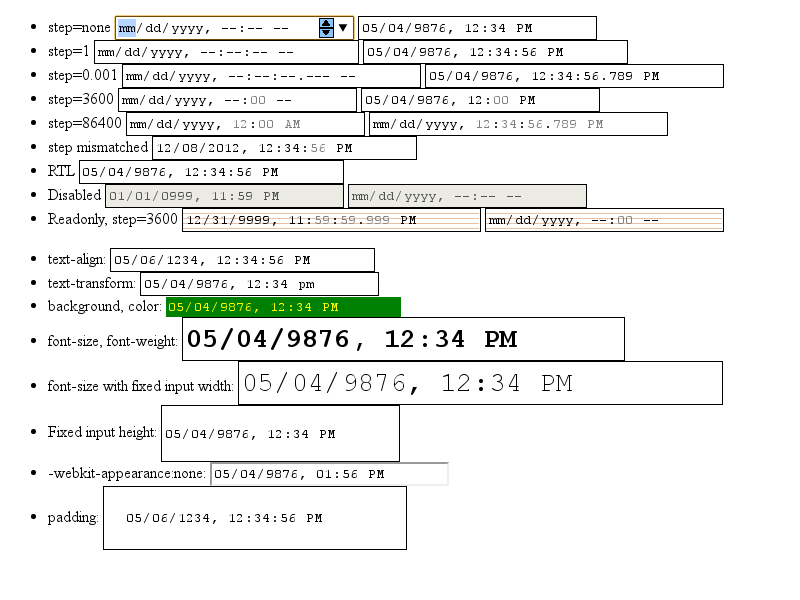 step=none mm/dd/yyyy, --:-- -- 05/04/9876, 12:34 PM
step=1 mm/dd/yyyy, --:--:-- -- 05/04/9876, 12:34:56 PM
step=0.001 mm/dd/yyyy, --:--:--.--- -- 05/04/9876, 12:34:56.789 PM
step=3600 mm/dd/yyyy, --:00 -- 05/04/9876, 12:00 PM
step=86400 mm/dd/yyyy, 12:00 AM mm/dd/yyyy, 12:34:56.789 PM
step mismatched 12/08/2012, 12:34:56 PM
RTL 05/04/9876, 12:34:56 PM
Disabled 01/01/0999, 11:59 PM mm/dd/yyyy, --:-- --
Readonly, step=3600 12/31/9999, 11:59:59.999 PM mm/dd/yyyy, --:00 --
text-align: 05/06/1234, 12:34:56 PM
text-transform: 05/04/9876, 12:34 pm
background, color: 05/04/9876, 12:34 PM
font-size, font-weight: 05/04/9876, 12:34 PM
font-size with fixed input width: 05/04/9876, 12:34 PM
Fixed input height: 05/04/9876, 12:34 PM
-webkit-appearance:none: 05/04/9876, 01:56 PM
padding: 05/06/1234, 12:34:56 PM